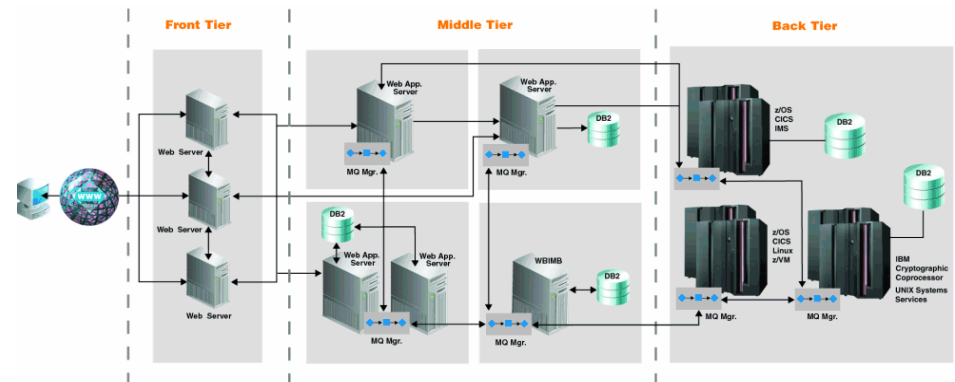 Front Tier
Middle Tier
Back Tier
WWW
Web Server
Web Server
Web Server
Web App.
Server
MQ Mgr.
Web App.
Server
MQ Mgr.
DB2
DB2
Web App.
Server
Web App.
Server
MQ Mgr.
WBIMB
MQ Mgr.
DB2
z/OS
CICS
IMS
DB2
z/OS
CICS
Linux
z/VM
MQ Mgr.
MQ Mgr.
DB2
IBM
Cryptographic
Coprocessor
UNIX Systems
Services